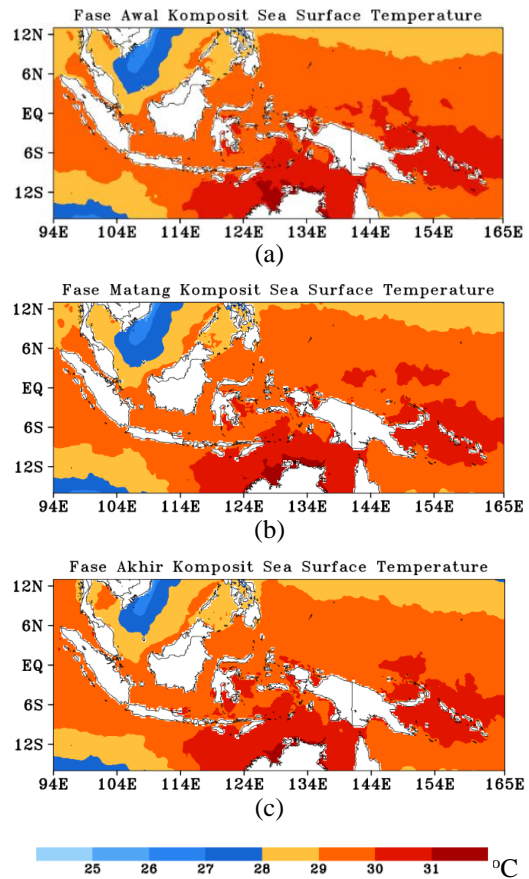 Fase Awal Komposit Sea Surface Temperature
12N
6N
EQ
6S
12S
94E 104E 114E 124E 134E 144E 154E 165E
(a)
Fase Matang Komposit Sea Surface Temperature
12N
6N
EQ
6S
12S
94E 104E 114E 124E 134E 144E 154E 165E
(b)
Fase Akhir Komposit Sea Surface Temperature
12N
6N
EQ
6S
12S
94E 104E 114E 124E 134E 144E 154E 165E
(c)
25 26 27 28 29 30 31 °C